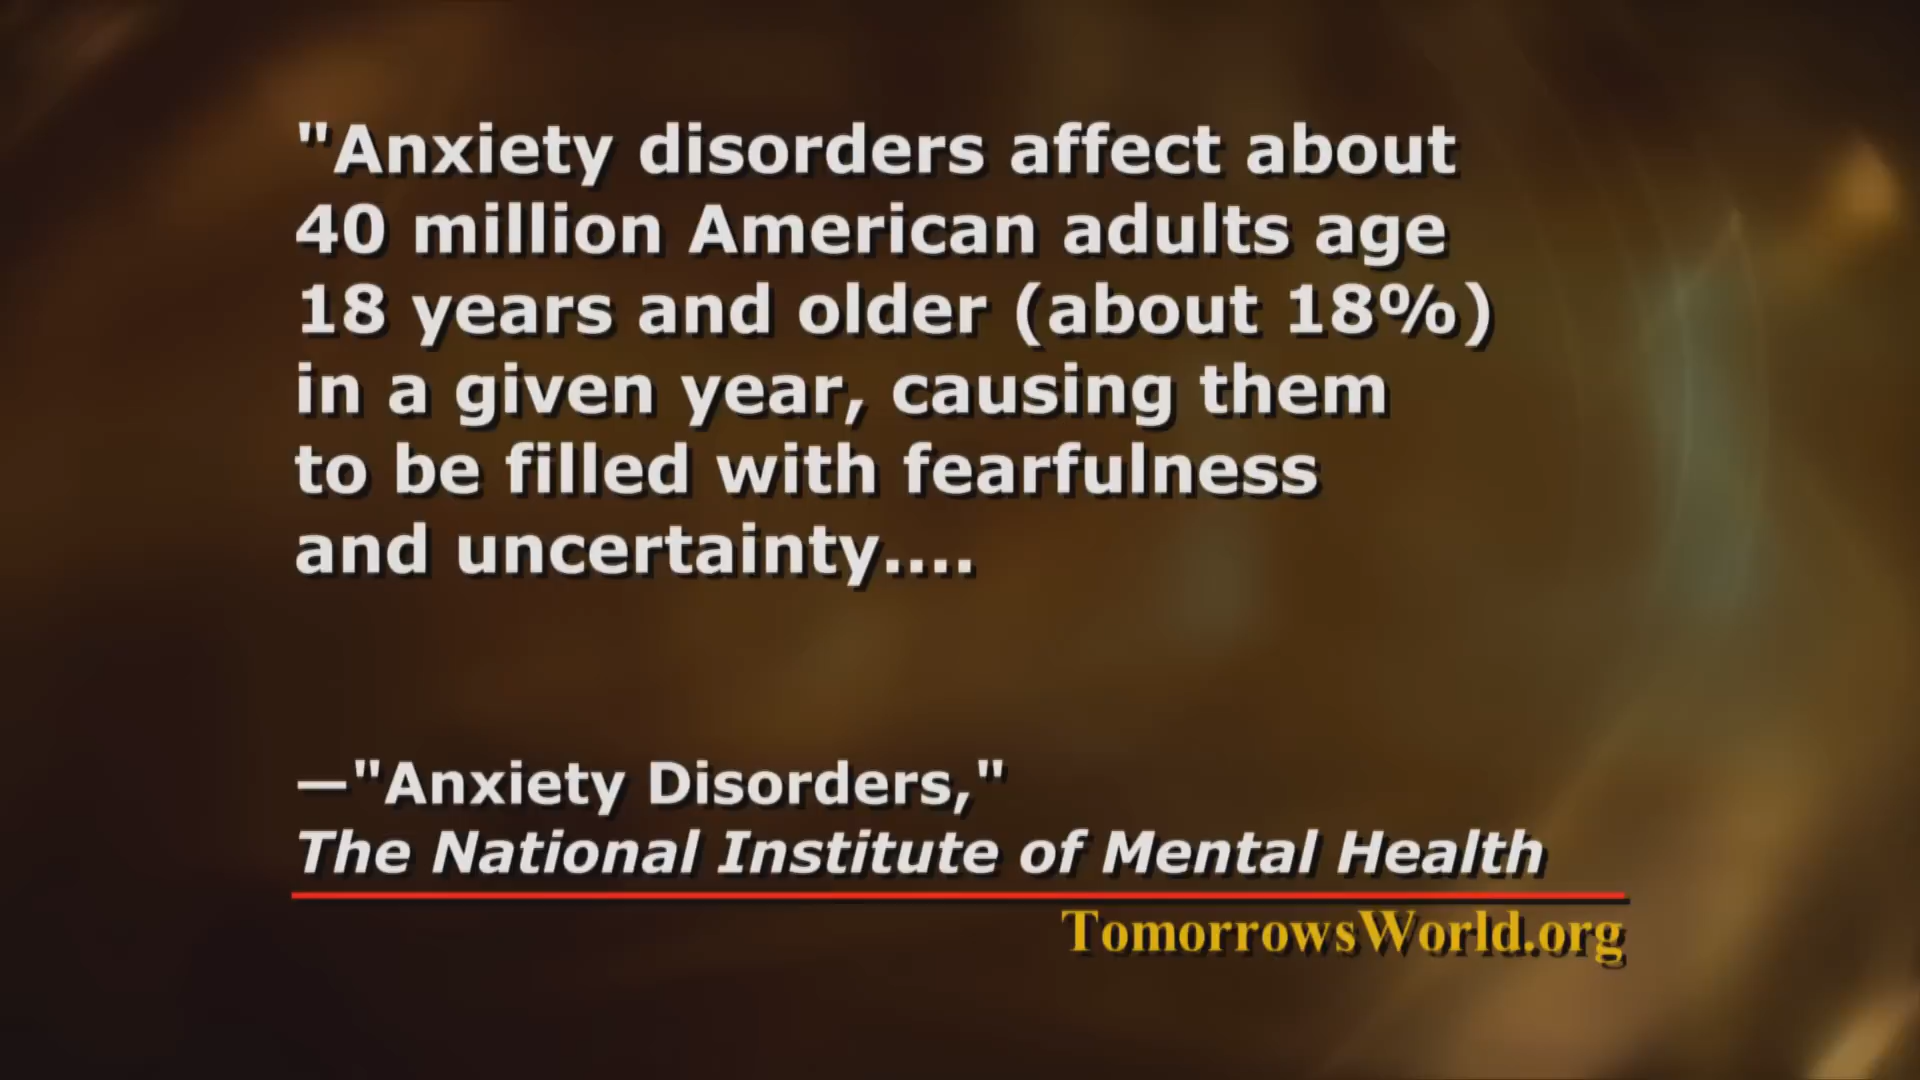 "Anxiety disorders affect about
40 million American adults age
18 years and older (about 18%)
in a given year, causing them
to be filled with fearfulness
and uncertainty....
—"Anxiety Disorders,"
The National Institute of Mental Health
TomorrowsWorld.org